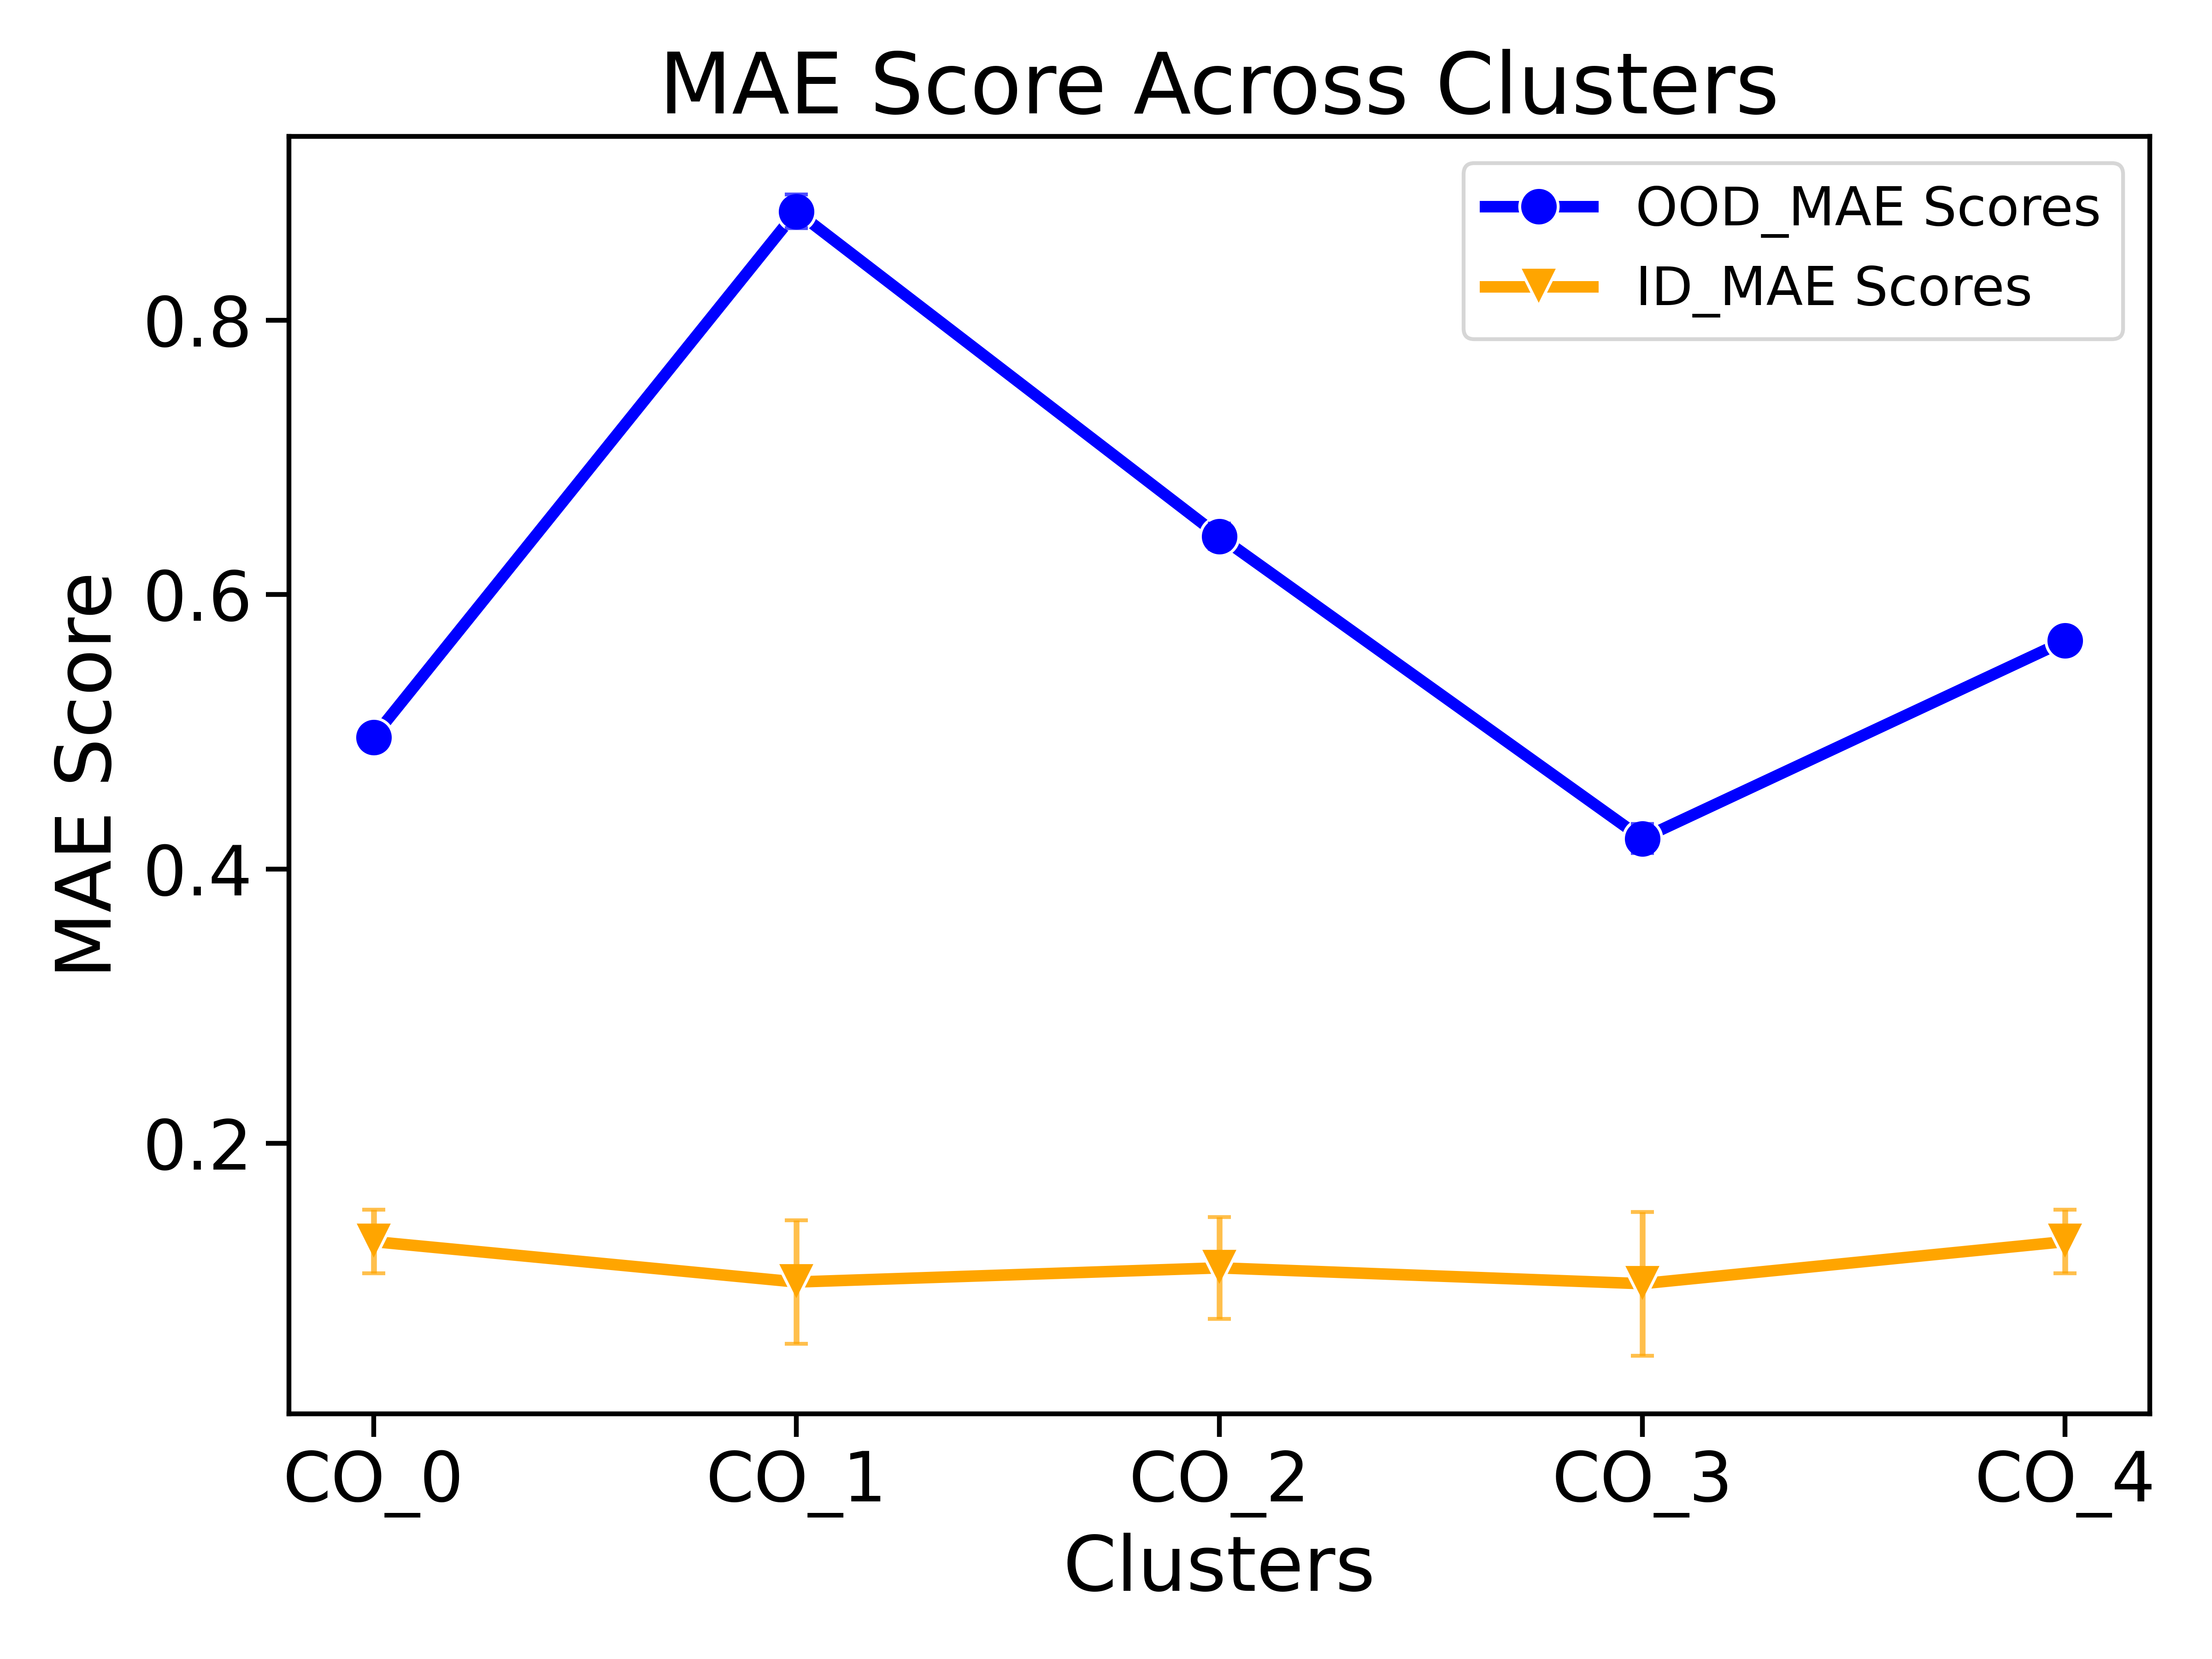 MAE Score Across Clusters
OOD_MAE Scores
ID_MAE Scores
MAE Score
0.8
0.6
0.4
0.2
CO_0 CO_1 CO_2 CO_3 CO_4
Clusters